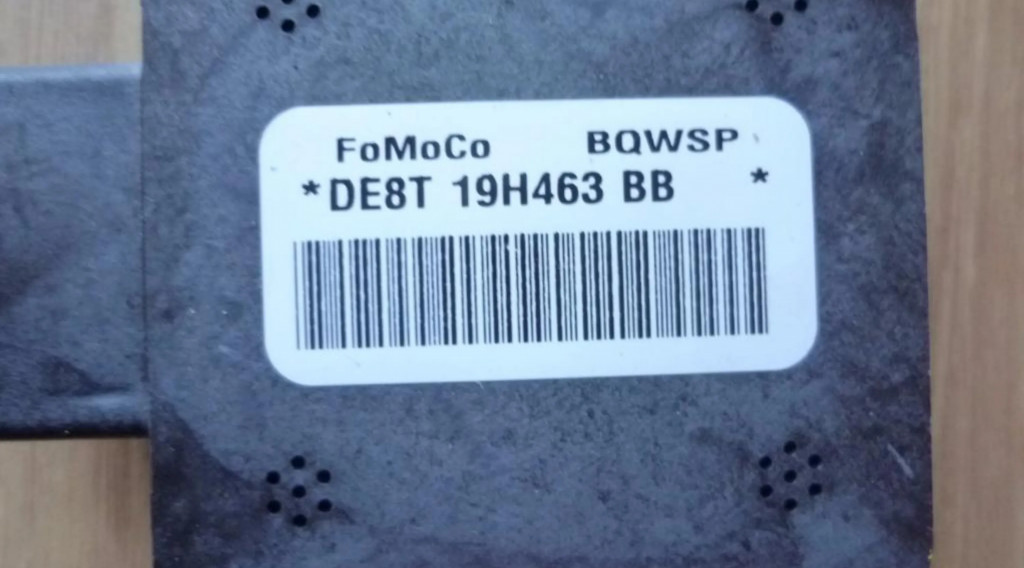 FoMoCo BQWSP
*DE8T 19H463 BB *